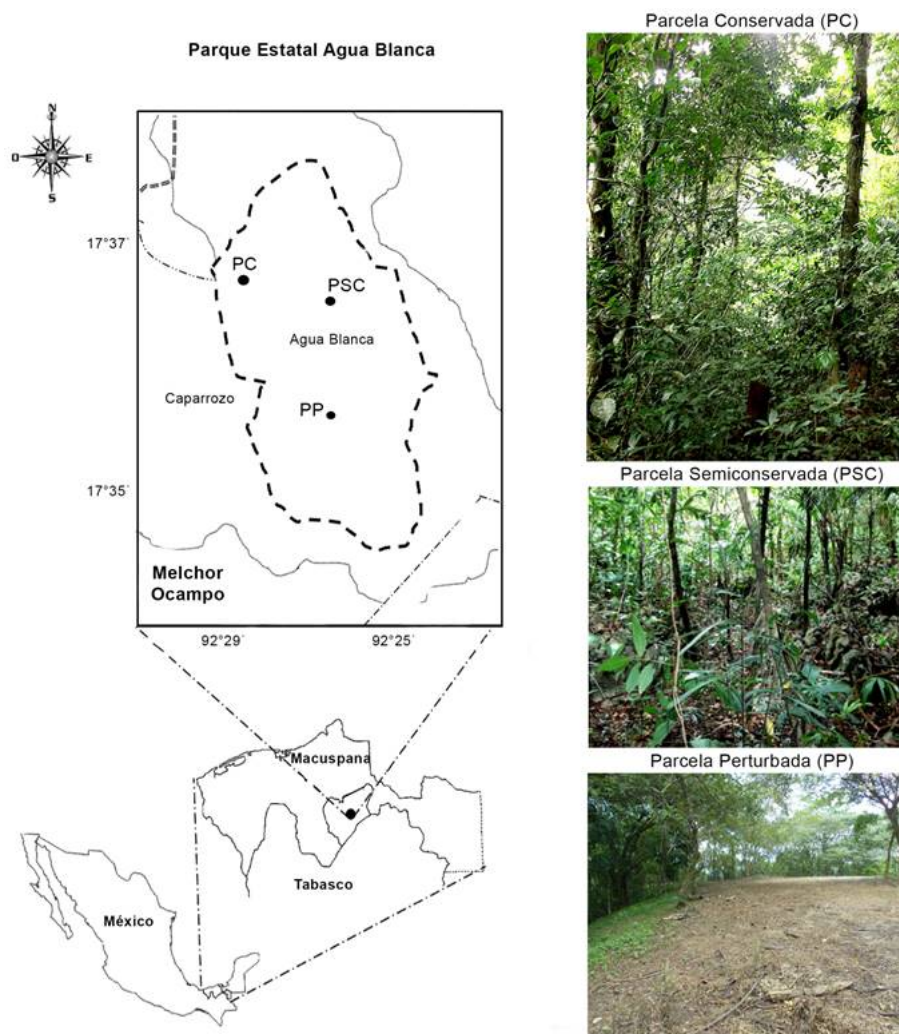 Parque Estatal Agua Blanca
N
O
E
S
17°37´
17°35´
PC
PSC
Agua Blanca
Caparrozo
PP
Melchor
Ocampo
92°29´
92°25´
Macuspana
Tabasco
México
Parcela Conservada (PC)
Parcela Semiconservada (PSC)
Parcela Perturbada (PP)